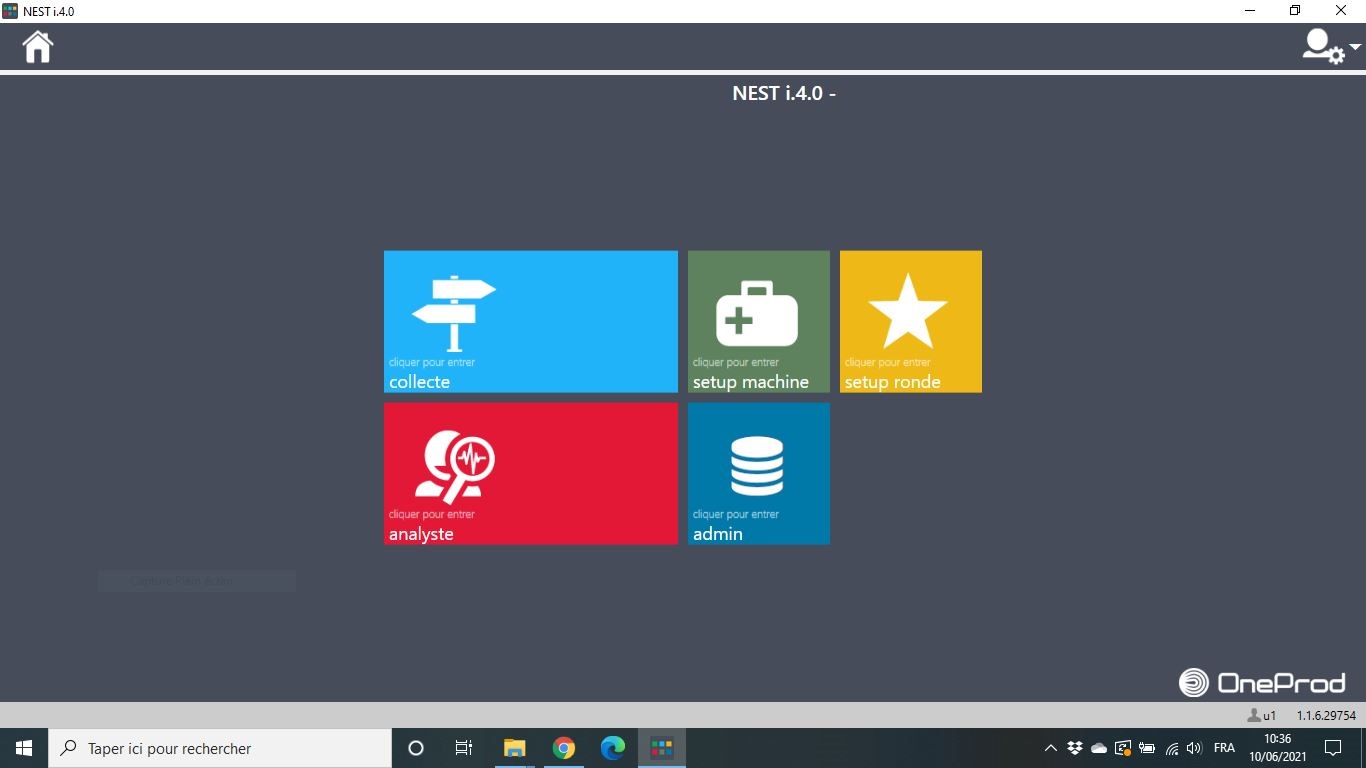 NEST i.4.0
NEST i.4.0 -
cliquer pour entrer
collecte
cliquer pour entrer
setup machine
cliquer pour entrer
setup ronde
cliquer pour entrer
analyste
cliquer pour entrer
admin
Capture Plein écran
OneProd
u1
1.1.6.29754
Taper ici pour rechercher
FRA
10:36
10/06/2021